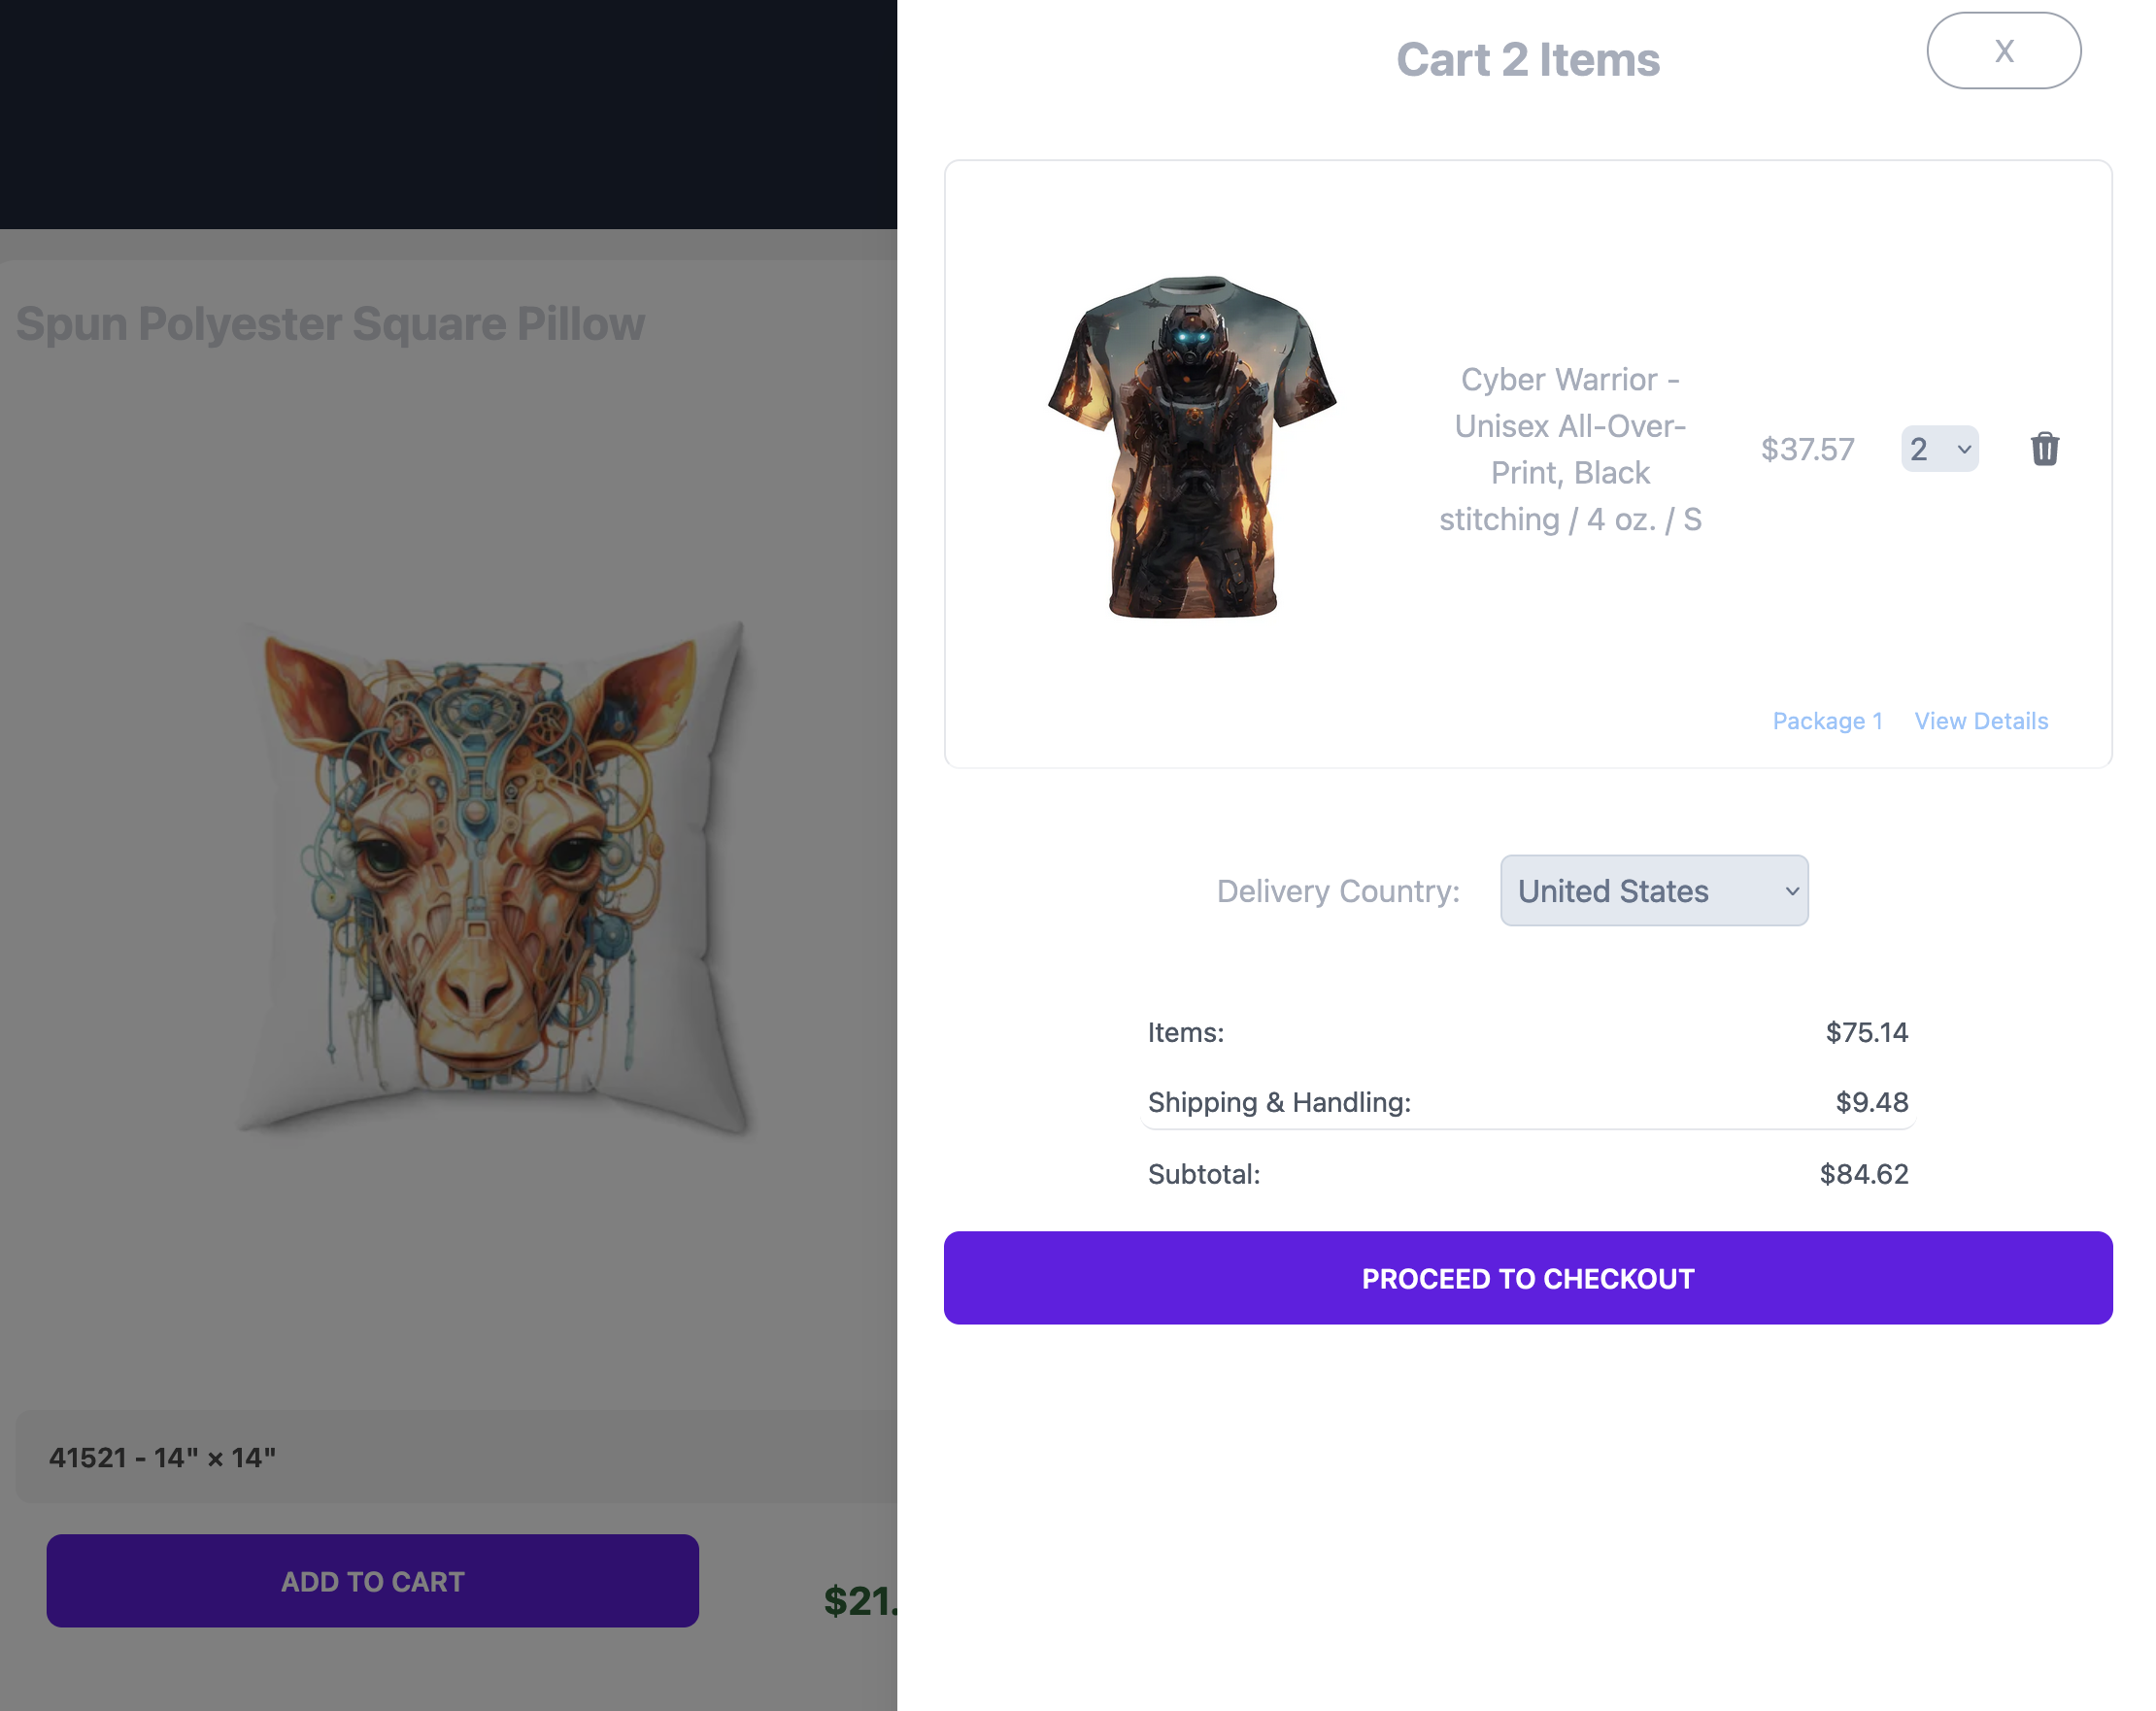 Spun Polyester Square Pillow
41521 - 14" × 14"
ADD TO CART
$21.
Cart 2 Items
X
Cyber Warrior -
Unisex All-Over-
Print, Black
stitching / 4 oz. / S
$37.57
2
Package 1 View Details
Delivery Country: United States
Items: $75.14
Shipping & Handling: $9.48
Subtotal: $84.62
PROCEED TO CHECKOUT